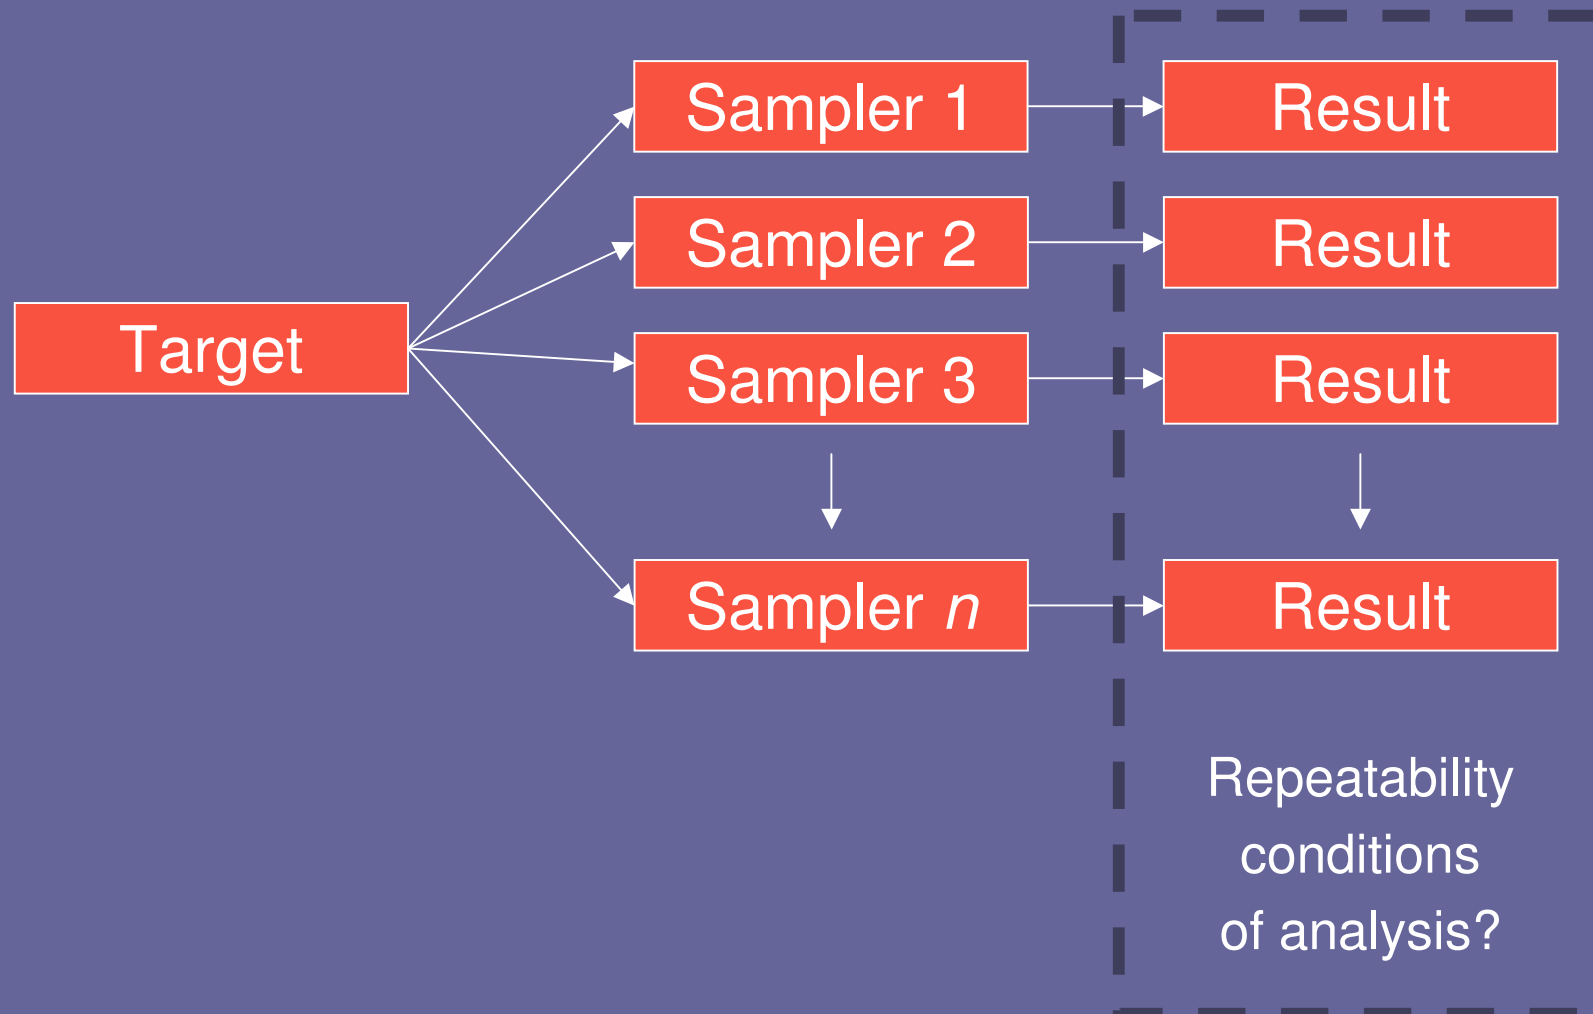 Sampler 1
Result
Sampler 2
Result
Target
Sampler 3
Result
Sampler n
Result
Repeatability
conditions
of analysis?